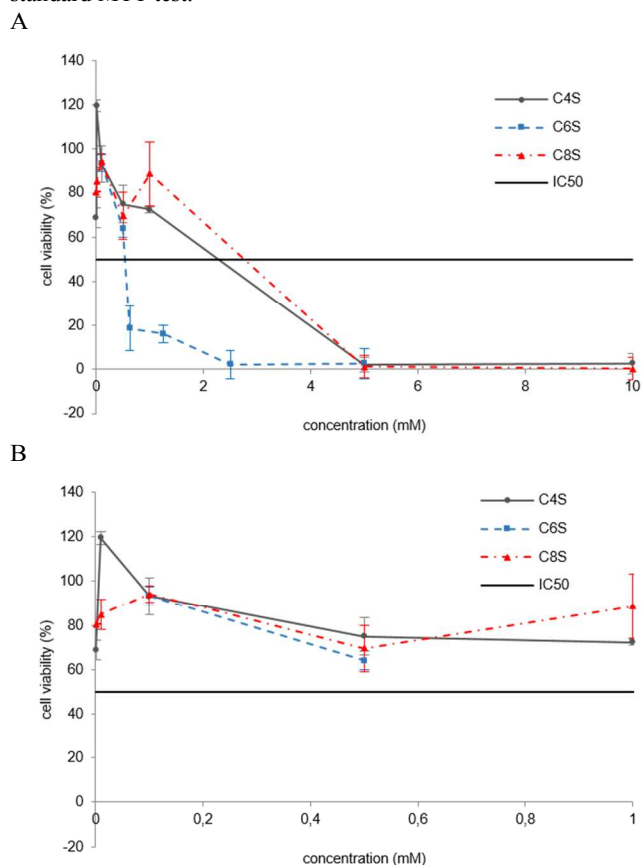 standard MTT test.
A
140
120
100
80
60
40
20
0
-20
cell viability (%)
0 2 4 6 8 10
concentration (mM)
C4S
C6S
C8S
IC50
B
140
120
100
80
60
40
20
0
cell viability (%)
0 0,2 0,4 0,6 0,8 1
concentration (mM)
C4S
C6S
C8S
IC50